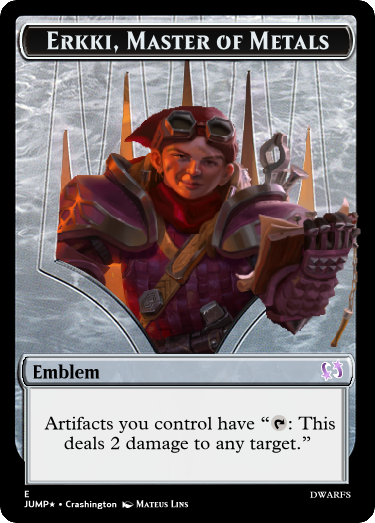 Erkki, Master of Metals
Emblem
Artifacts you control have “: This
deals 2 damage to any target.”
E
DWARFS
JUMP★ • Crashington Mateus Lins